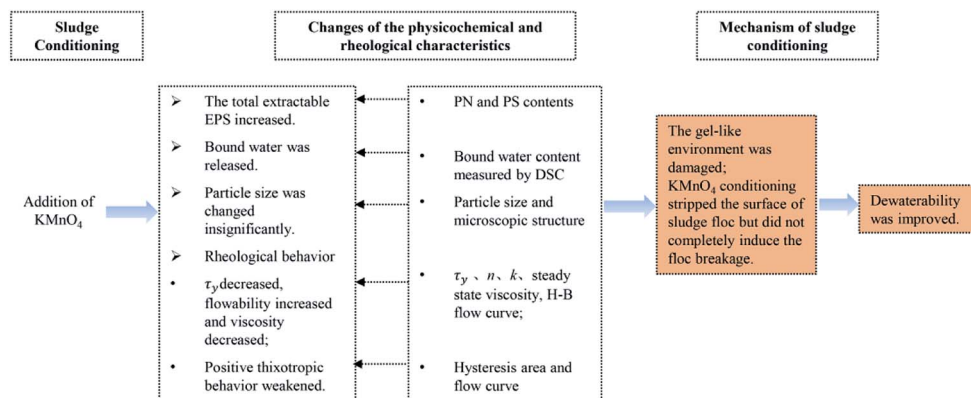 Sludge
Conditioning
Changes of the physicochemical and
rheological characteristics
Mechanism of sludge
conditioning
Addition of
KMnO₄
➢ The total extractable
EPS increased.
➢ Bound water was
released.
➢ Particle size was
changed
insignificantly.
➢ Rheological behavior
• τ_y decreased,
flowability increased
and viscosity
decreased;
• Positive thixotropic
behavior weakened.
• PN and PS contents
• Bound water content
measured by DSC
• Particle size and
microscopic structure
• τ_y 、 n、 k、 steady
state viscosity, H-B
flow curve;
• Hysteresis area and
flow curve
The gel-like
environment was
damaged;
KMnO₄ conditioning
stripped the surface of
sludge floc but did not
completely induce the
floc breakage.
Dewaterability
was improved.